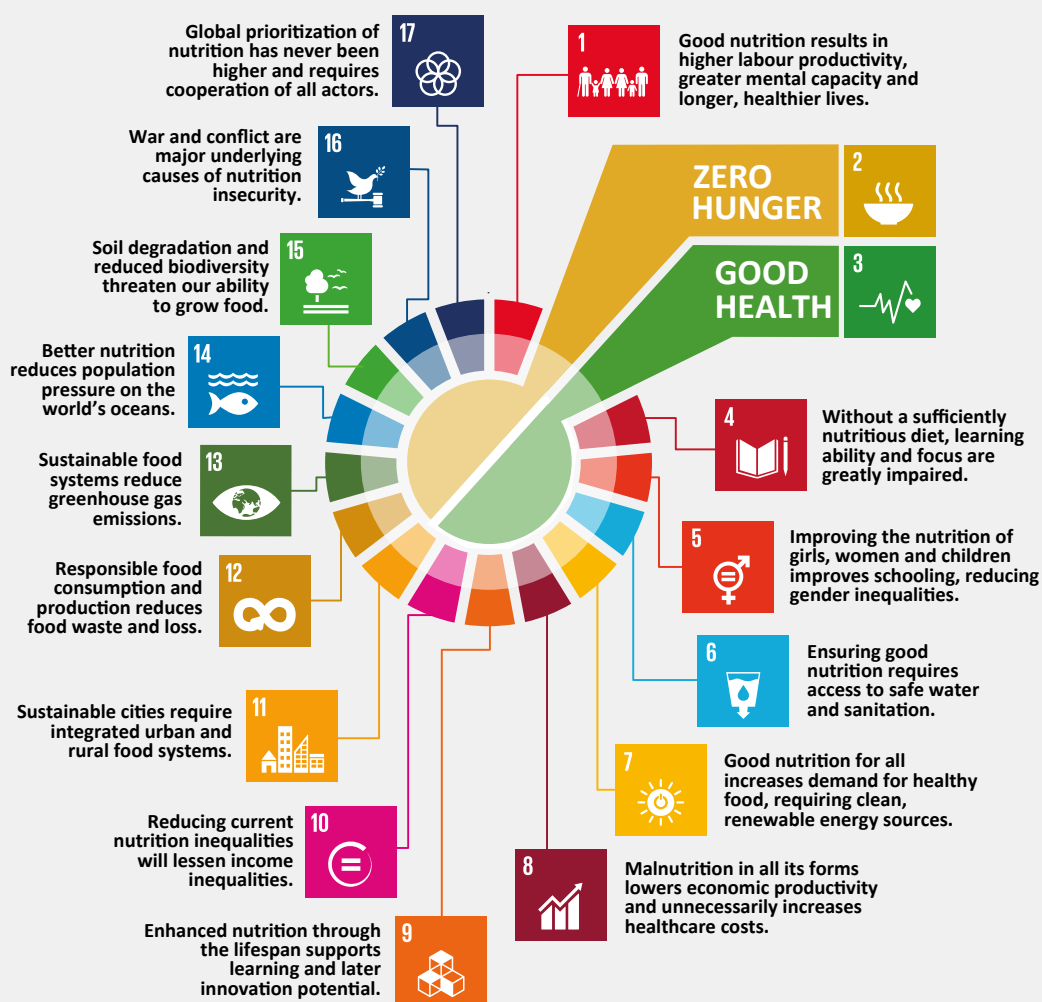 1
Good nutrition results in
higher labour productivity,
greater mental capacity and
longer, healthier lives.
2
ZERO
HUNGER
3
GOOD
HEALTH
4
Without a sufficiently
nutritious diet, learning
ability and focus are
greatly impaired.
5
Improving the nutrition of
girls, women and children
improves schooling, reducing
gender inequalities.
6
Ensuring good
nutrition requires
access to safe water
and sanitation.
7
Good nutrition for all
increases demand for healthy
food, requiring clean,
renewable energy sources.
8
Malnutrition in all its forms
lowers economic productivity
and unnecessarily increases
healthcare costs.
9
Enhanced nutrition through
the lifespan supports
learning and later
innovation potential.
10
Reducing current
nutrition inequalities
will lessen income
inequalities.
11
Sustainable cities require
integrated urban and
rural food systems.
12
Responsible food
consumption and
production reduces
food waste and loss.
13
Sustainable food
systems reduce
greenhouse gas
emissions.
14
Better nutrition
reduces population
pressure on the
world’s oceans.
15
Soil degradation and
reduced biodiversity
threaten our ability
to grow food.
16
War and conflict are
major underlying
causes of nutrition
insecurity.
17
Global prioritization of
nutrition has never been
higher and requires
cooperation of all actors.